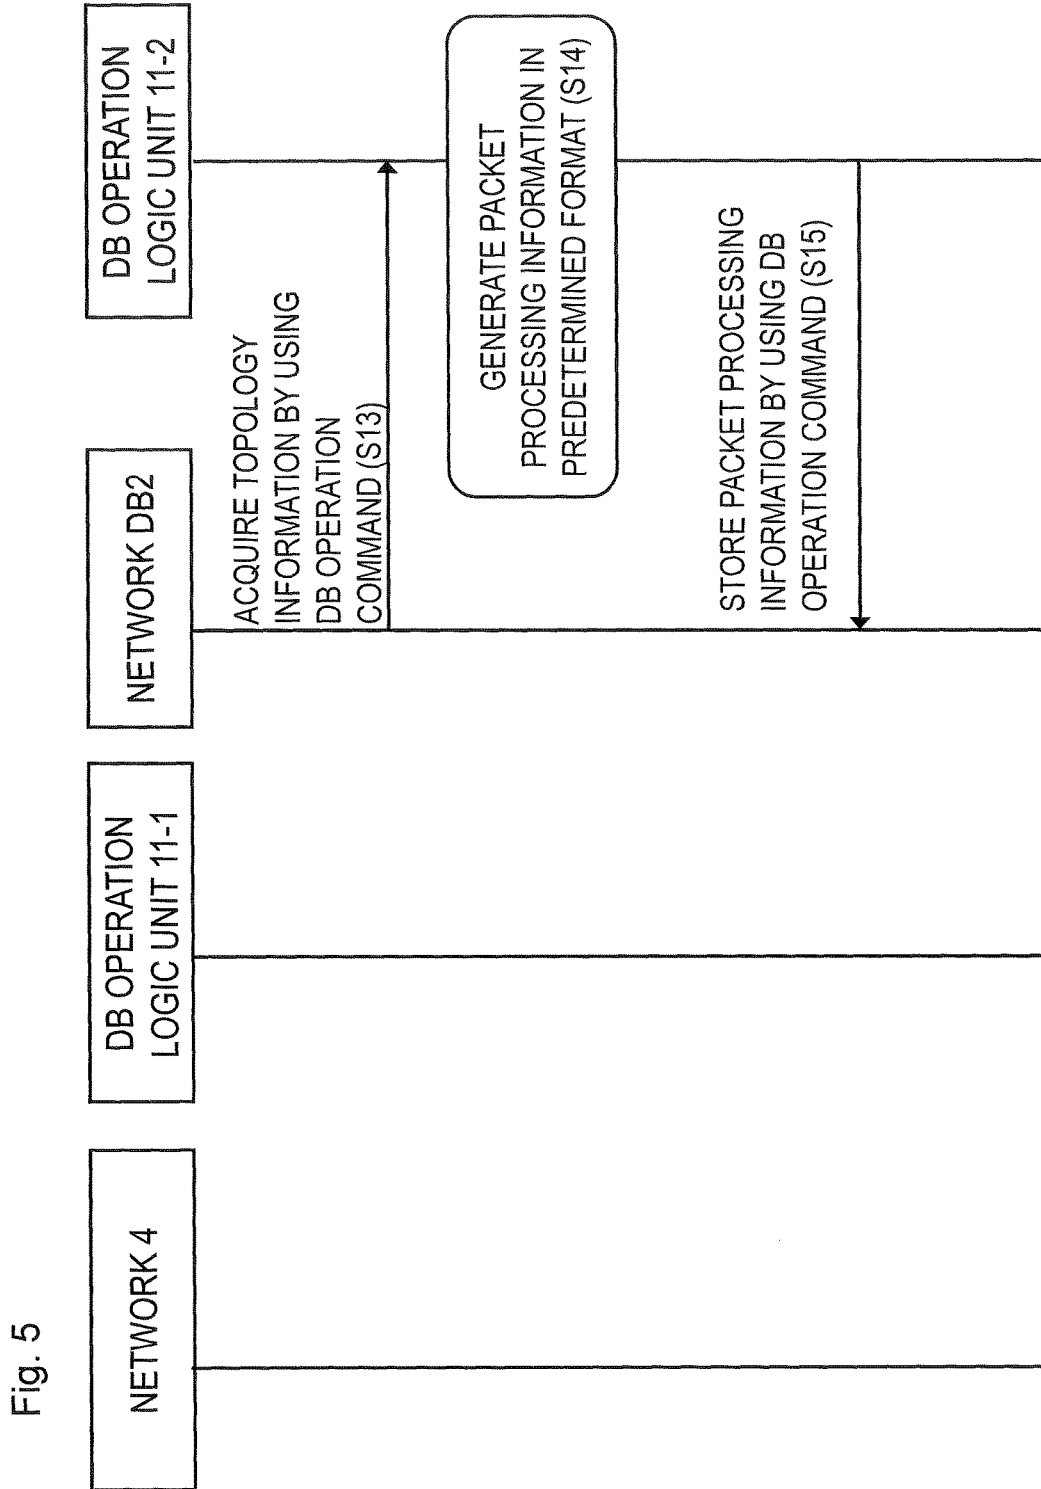 Fig. 5
NETWORK 4
DB OPERATION
LOGIC UNIT 11-1
NETWORK DB2
DB OPERATION
LOGIC UNIT 11-2
ACQUIRE TOPOLOGY
INFORMATION BY USING
DB OPERATION
COMMAND (S13)
GENERATE PACKET
PROCESSING INFORMATION IN
PREDETERMINED FORMAT (S14)
STORE PACKET PROCESSING
INFORMATION BY USING DB
OPERATION COMMAND (S15)